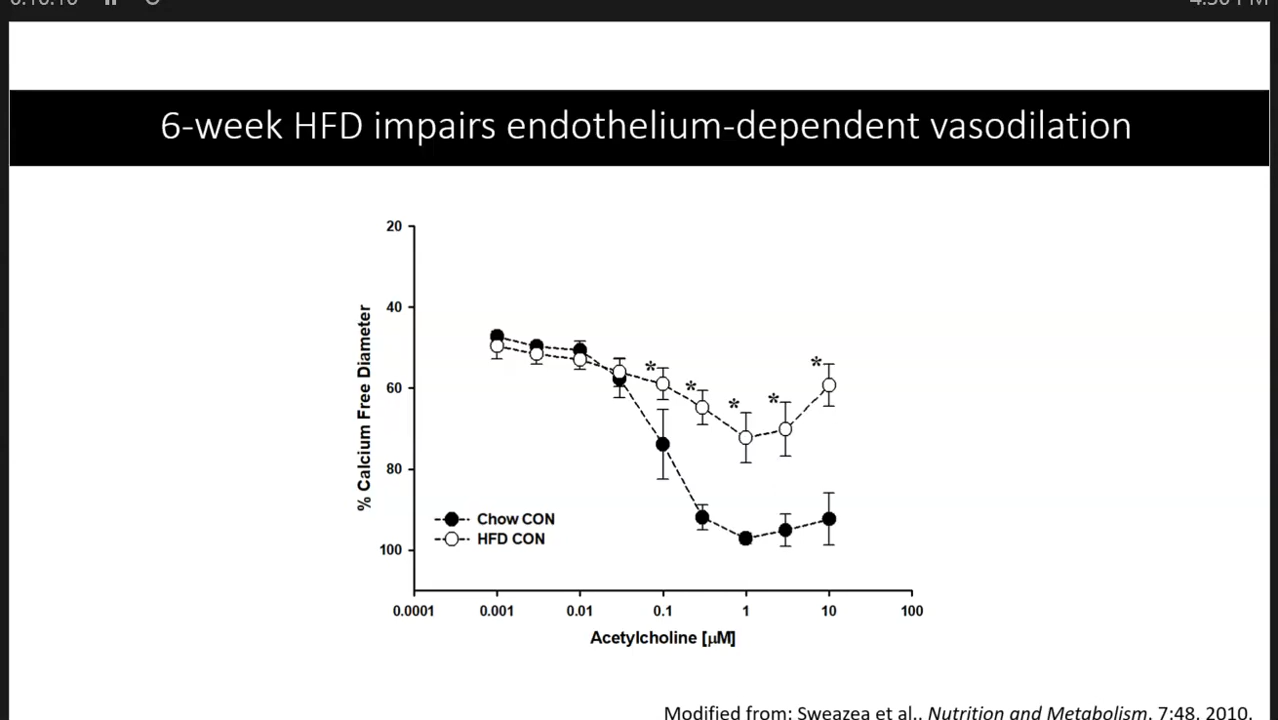 6-week HFD impairs endothelium-dependent vasodilation
20
40
60
80
100
% Calcium Free Diameter
* * * * *
Chow CON
HFD CON
0.0001 0.001 0.01 0.1 1 10 100
Acetylcholine [µM]
Modified from: Sweazea et al., Nutrition and Metabolism, 7:48, 2010.